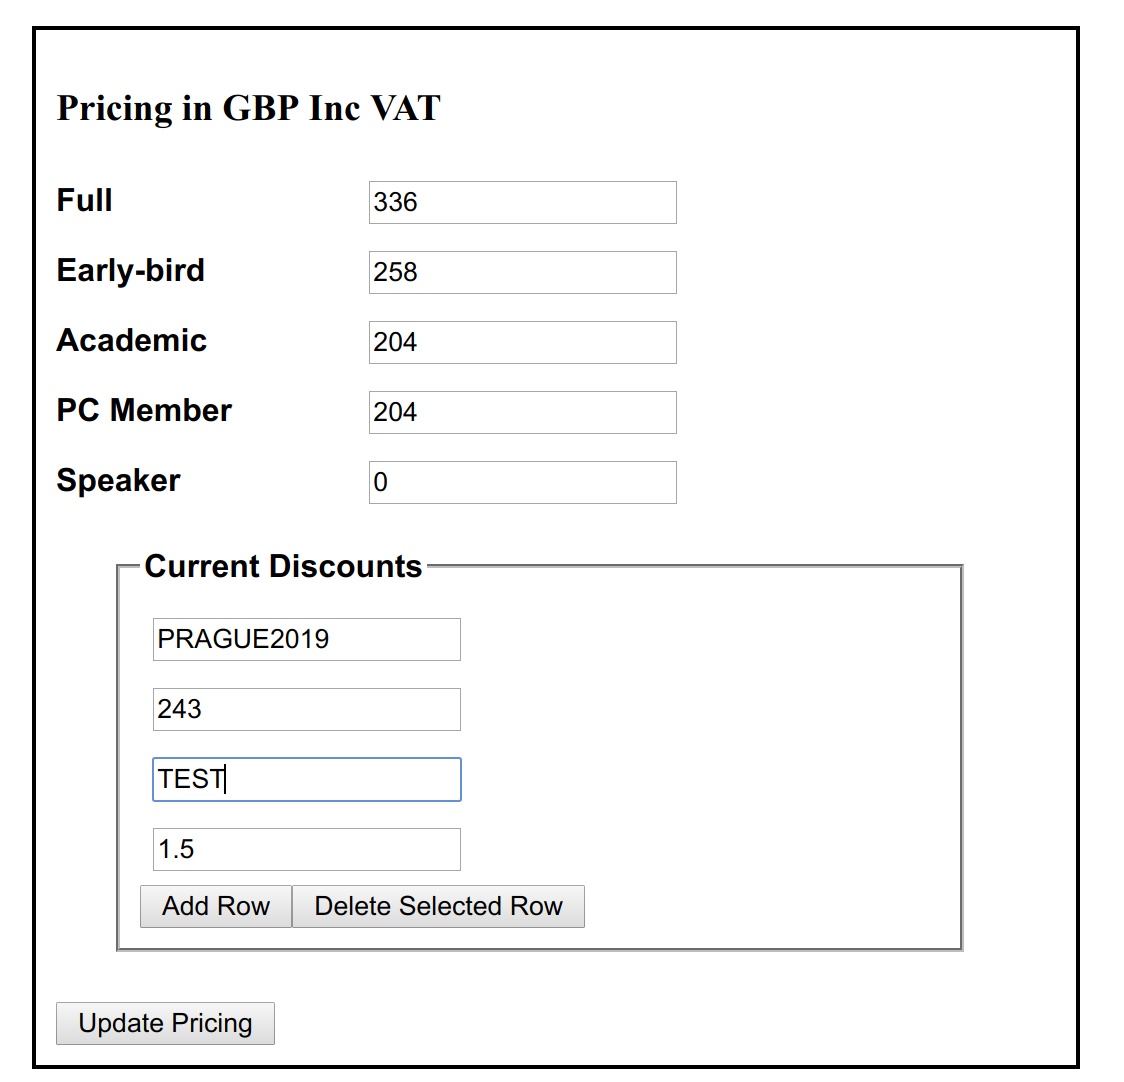 Pricing in GBP Inc VAT
Full 336
Early-bird 258
Academic 204
PC Member 204
Speaker 0
Current Discounts
PRAGUE2019
243
TEST
1.5
Add Row Delete Selected Row
Update Pricing